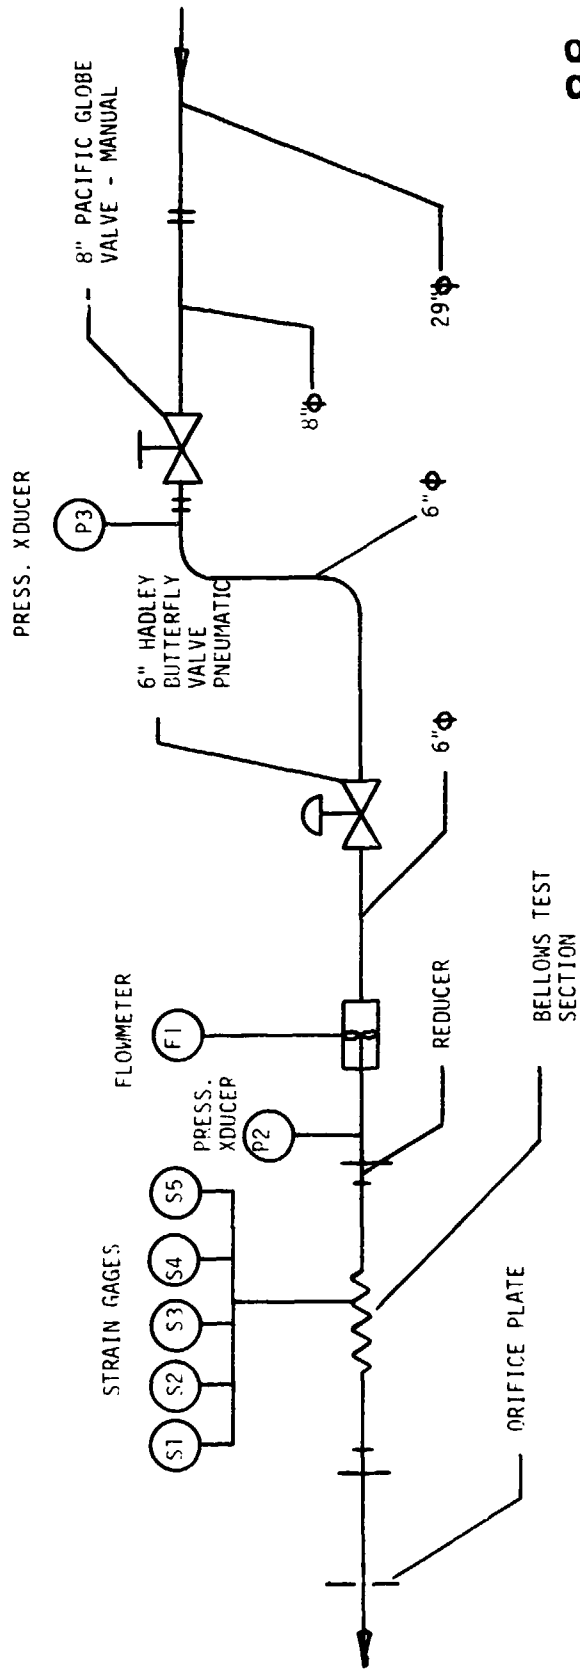 PRESS. XDUCER
P3
8" PACIFIC GLOBE
VALVE - MANUAL
6" HADLEY
BUTTERFLY
VALVE
PNEUMATIC
8"ϕ
29"ϕ
6"ϕ
6"ϕ
FLOWMETER
F1
PRESS.
XDUCER
P2
REDUCER
STRAIN GAGES
S1
S2
S3
S4
S5
BELLOWS TEST
SECTION
ORIFICE PLATE